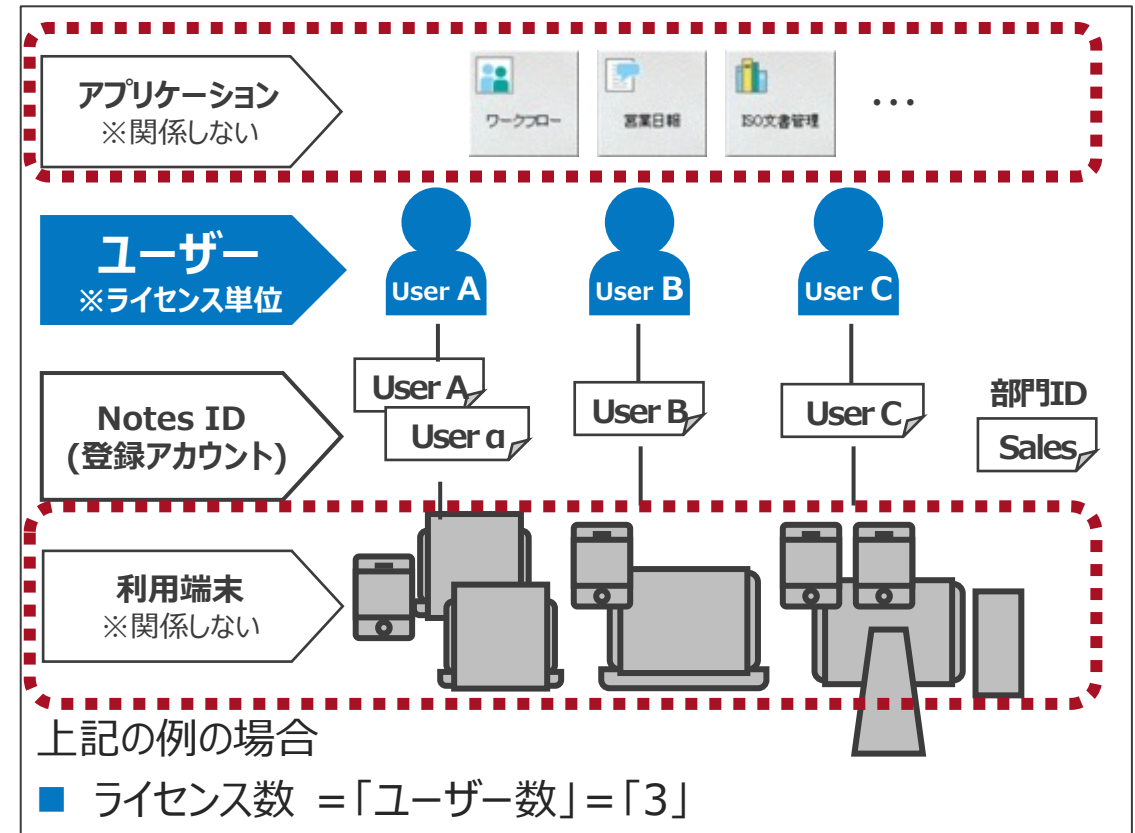 アプリケーション
※関係しない
ワークフロー
営業日報
ISO文書管理
・・・
ユーザー
※ライセンス単位
User A
User B
User C
Notes ID
(登録アカウント)
User A
User α
User B
User C
部門ID
Sales
利用端末
※関係しない
上記の例の場合
■ ライセンス数 =「ユーザー数」=「3」